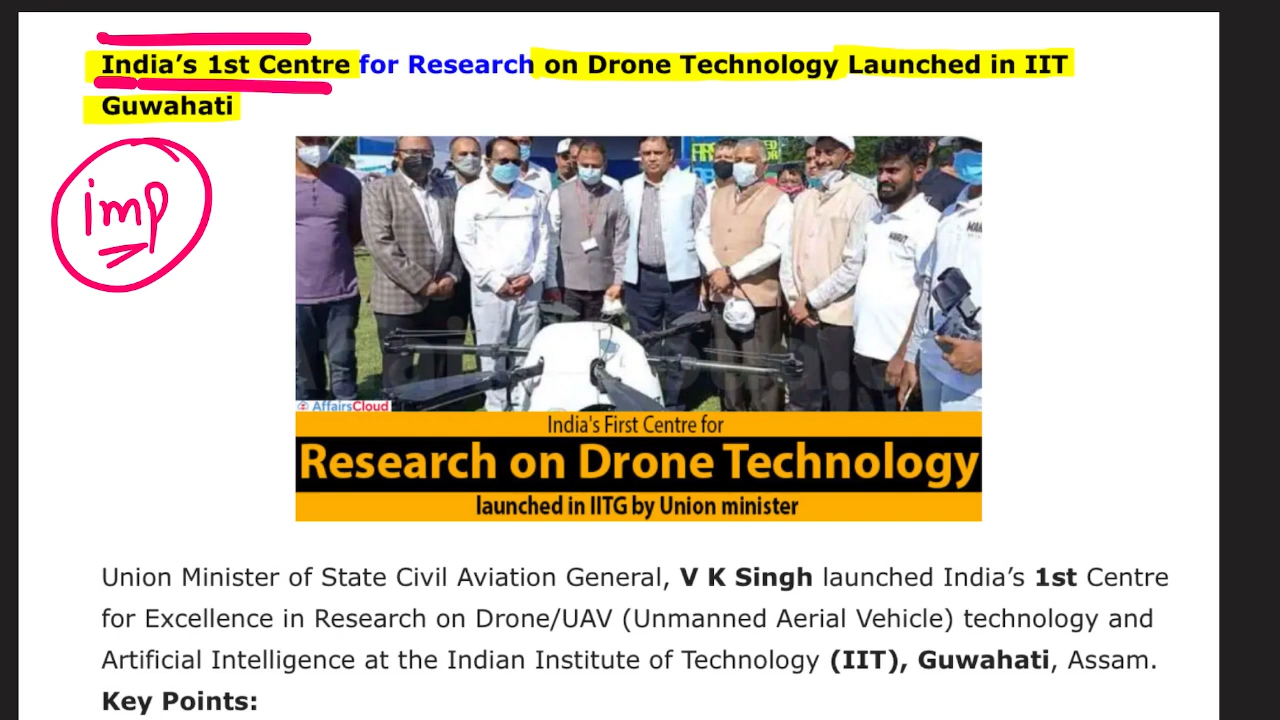 India's 1st Centre for Research on Drone Technology Launched in IIT
Guwahati
imp
AffairsCloud
India's First Centre for
Research on Drone Technology
launched in IITG by Union minister
Union Minister of State Civil Aviation General, V K Singh launched India's 1st Centre
for Excellence in Research on Drone/UAV (Unmanned Aerial Vehicle) technology and
Artificial Intelligence at the Indian Institute of Technology (IIT), Guwahati, Assam.
Key Points: